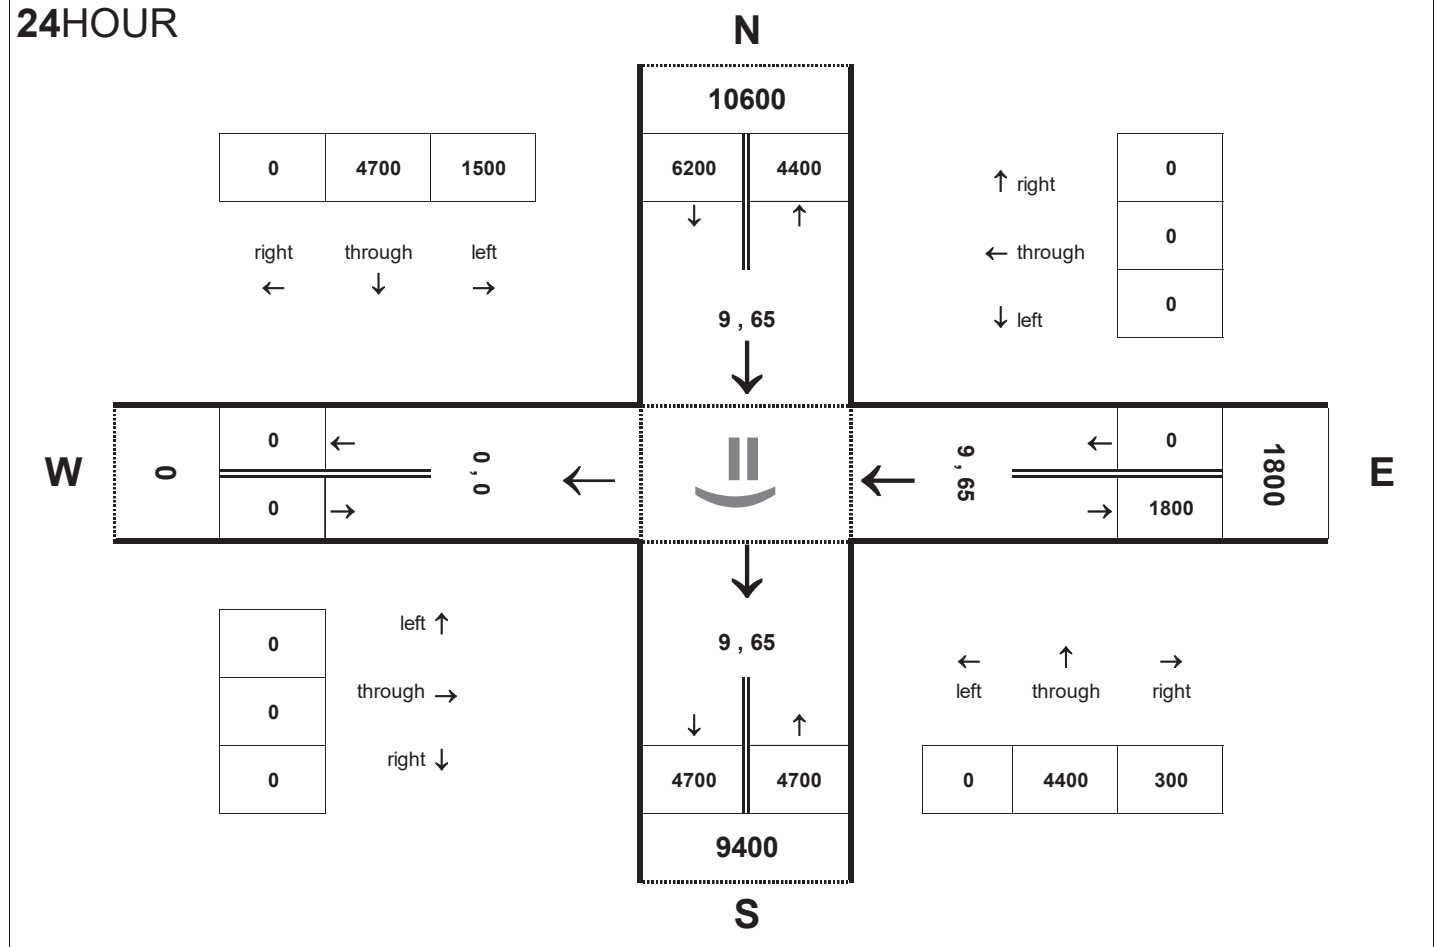 24HOUR
N
10600
6200 4400
↓ ↑
0 4700 1500
right through left
← ↓ →
↑ right 0
← through 0
↓ left 0
9 , 65
↓
W
0
0 ←
0 →
0 , 0
←
=)
←
9 , 65
← 0
→ 1800
1800
E
↓
9 , 65
0 left ↑
0 through →
0 right ↓
← ↑ →
left through right
0 4400 300
↓ ↑
4700 4700
9400
S